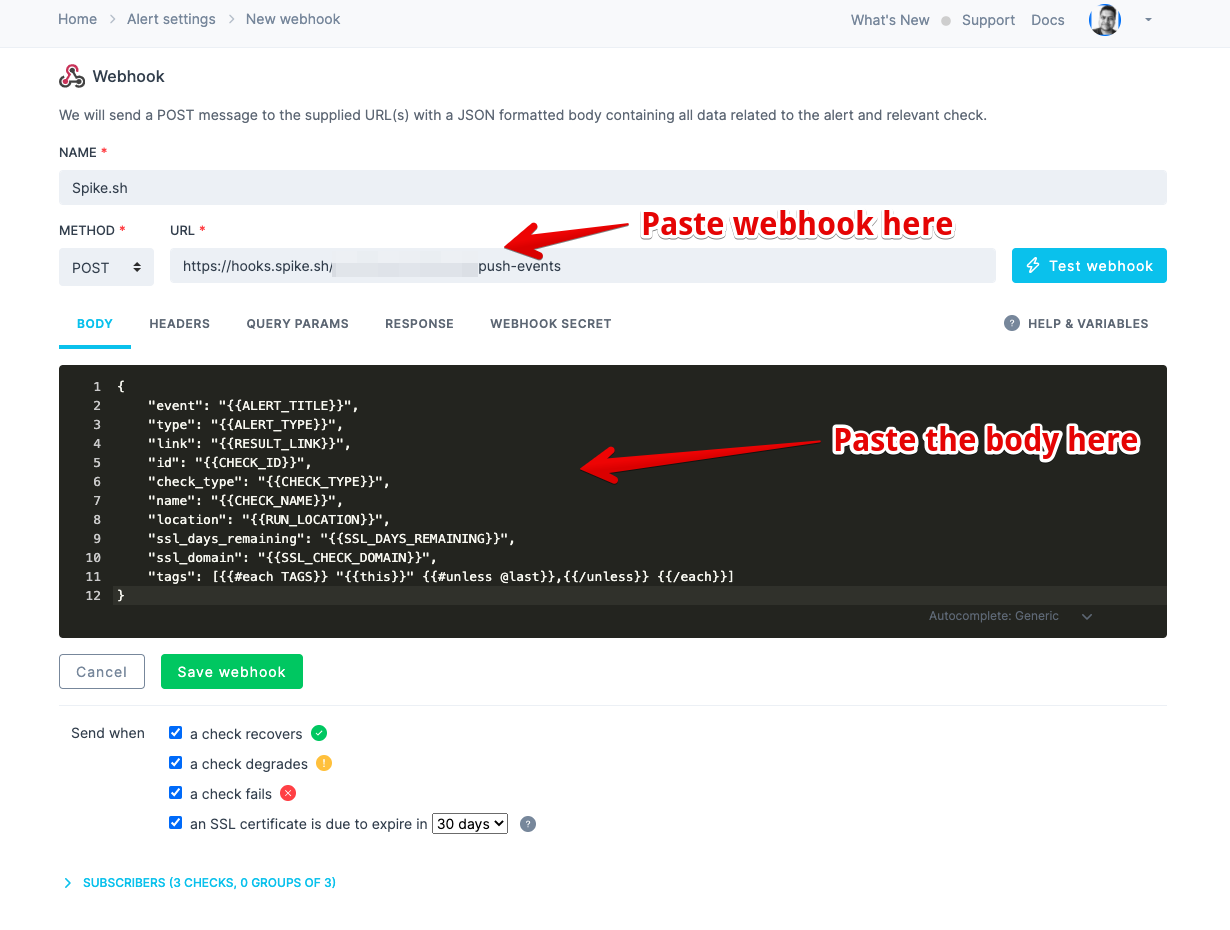 Home > Alert settings > New webhook What's New Support Docs
Webhook
We will send a POST message to the supplied URL(s) with a JSON formatted body containing all data related to the alert and relevant check.
NAME *
Spike.sh
Paste webhook here
METHOD * URL *
POST https://hooks.spike.sh/ push-events Test webhook
BODY HEADERS QUERY PARAMS RESPONSE WEBHOOK SECRET ? HELP & VARIABLES
1 {
2 "event": "{{ALERT_TITLE}}",
3 "type": "{{ALERT_TYPE}}",
4 "link": "{{RESULT_LINK}}",
Paste the body here
5 "id": "{{CHECK_ID}}",
6 "check_type": "{{CHECK_TYPE}}",
7 "name": "{{CHECK_NAME}}",
8 "location": "{{RUN_LOCATION}}",
9 "ssl_days_remaining": "{{SSL_DAYS_REMAINING}}",
10 "ssl_domain": "{{SSL_CHECK_DOMAIN}}",
11 "tags": [{{#each TAGS}} "{{this}}" {{#unless @last}},{{/unless}} {{/each}}]
12 }
Autocomplete: Generic
Cancel Save webhook
Send when a check recovers
a check degrades !
a check fails
an SSL certificate is due to expire in 30 days ?
> SUBSCRIBERS (3 CHECKS, 0 GROUPS OF 3)